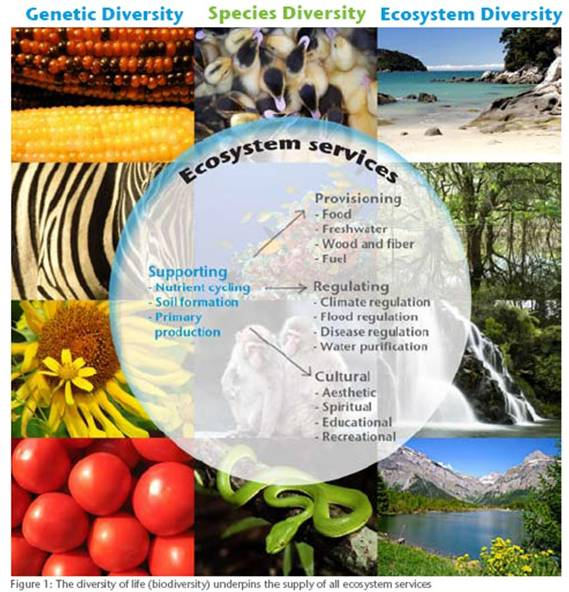 Genetic Diversity Species Diversity Ecosystem Diversity
Ecosystem services
Supporting
- Nutrient cycling
- Soil formation
- Primary
production
Provisioning
- Food
- Freshwater
- Wood and fiber
- Fuel
Regulating
- Climate regulation
- Flood regulation
- Disease regulation
- Water purification
Cultural
- Aesthetic
- Spiritual
- Educational
- Recreational
Figure 1: The diversity of life (biodiversity) underpins the supply of all ecosystem services